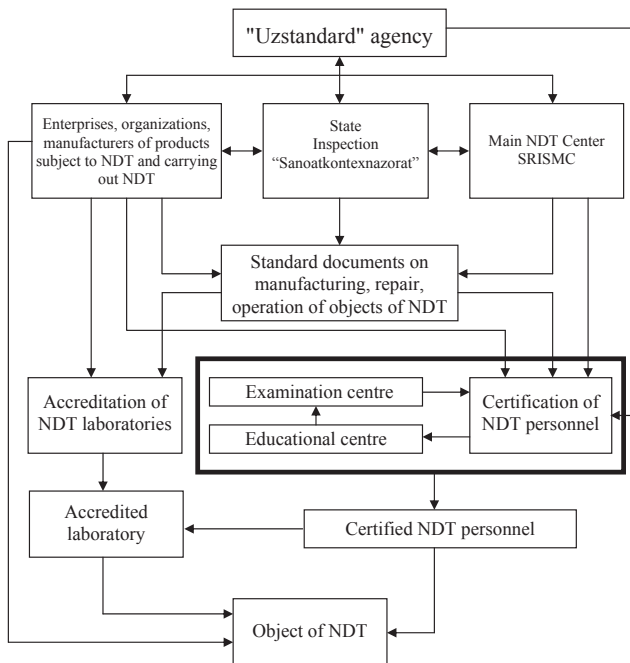 "Uzstandard" agency
Enterprises, organizations,
manufacturers of products
subject to NDT and carrying
out NDT
State
Inspection
“Sanoatkontexnazorat”
Main NDT Center
SRISMC
Standard documents on
manufacturing, repair,
operation of objects of NDT
Accreditation of
NDT laboratories
Examination centre
Educational centre
Certification of
NDT personnel
Accredited
laboratory
Certified NDT personnel
Object of NDT